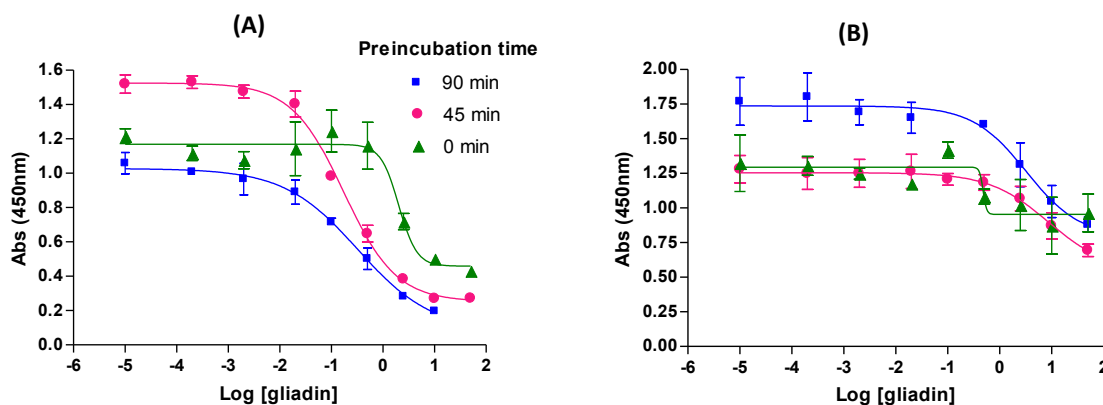 (A)
Preincubation time
90 min
45 min
0 min
Abs (450nm)
1.6
1.4
1.2
1.0
0.8
0.6
0.4
0.2
0.0
-6 -5 -4 -3 -2 -1 0 1 2
Log [gliadin]
(B)
Abs (450nm)
2.00
1.75
1.50
1.25
1.00
0.75
0.50
0.25
0.00
-6 -5 -4 -3 -2 -1 0 1 2
Log [gliadin]